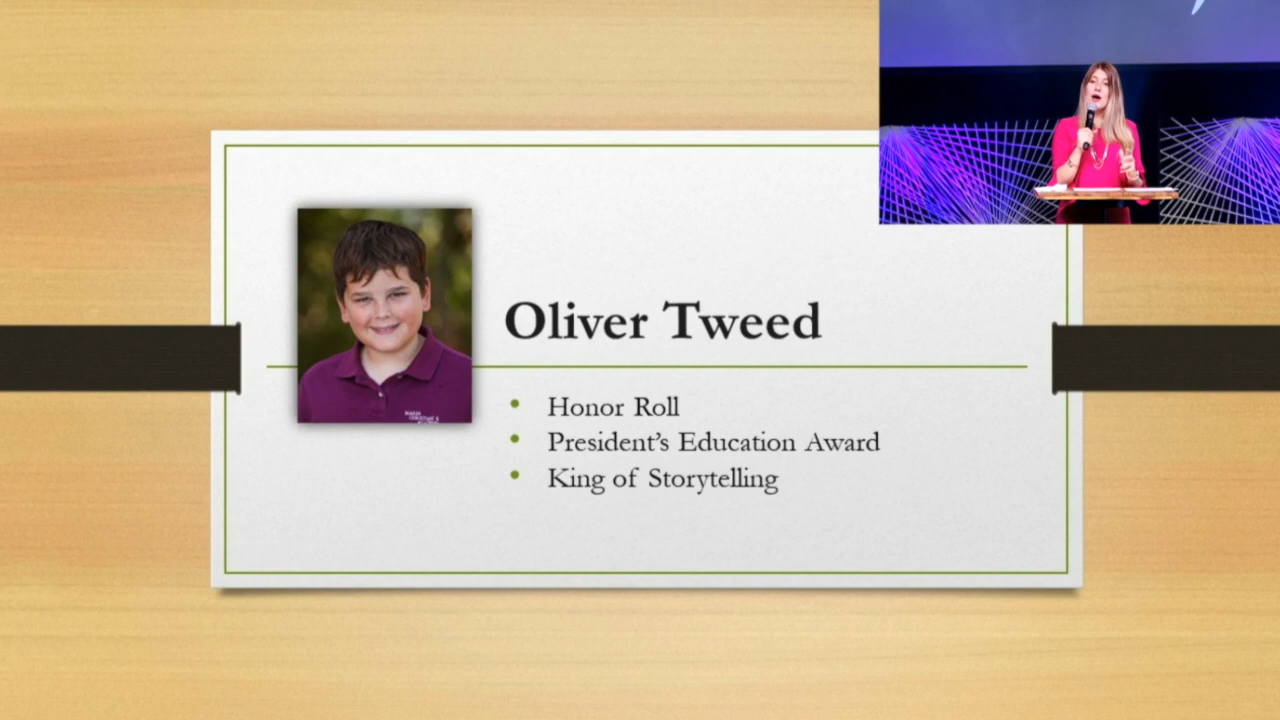 Oliver Tweed
• Honor Roll
• President's Education Award
• King of Storytelling